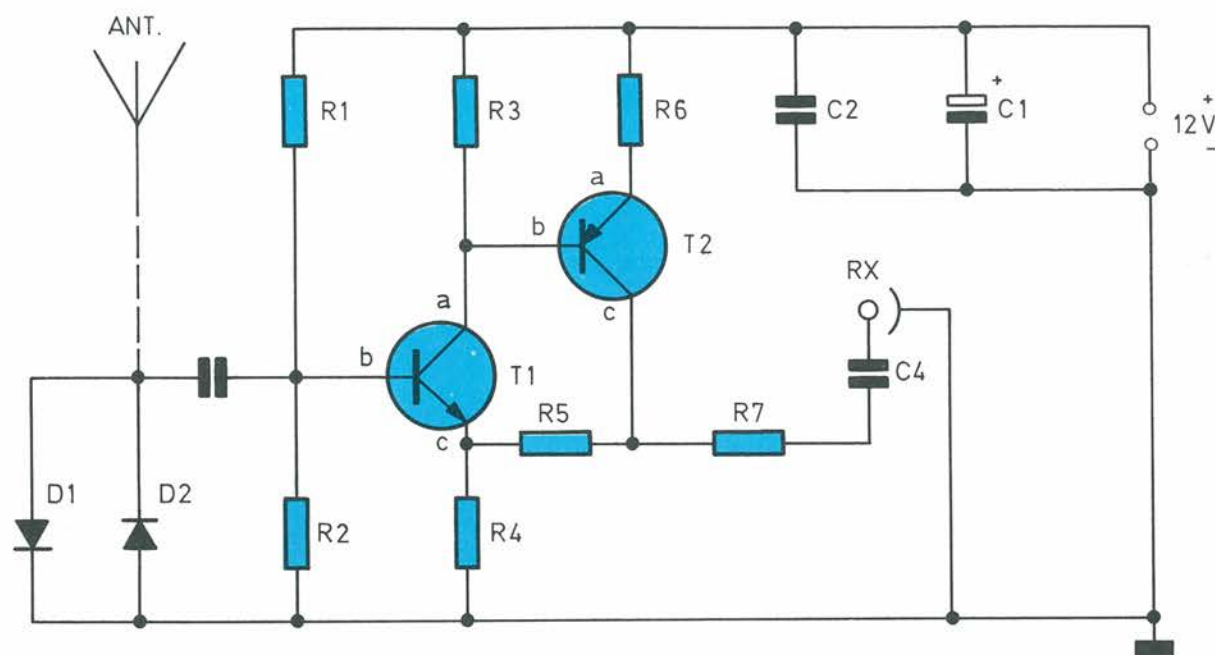 ANT.
R1
R3
R6
C2
+
C1
+
12V
−
a
b
T2
c
RX
a
b
T1
C4
R5
R7
c
D1
D2
R2
R4